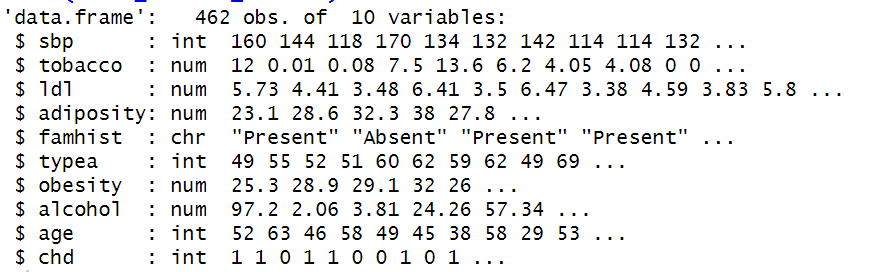 'data.frame':   462 obs. of  10 variables:
 $ sbp      : int  160 144 118 170 134 132 142 114 114 132 ...
 $ tobacco  : num  12 0.01 0.08 7.5 13.6 6.2 4.05 4.08 0 0 ...
 $ ldl      : num  5.73 4.41 3.48 6.41 3.5 6.47 3.38 4.59 3.83 5.8 ...
 $ adiposity: num  23.1 28.6 32.3 38 27.8 ...
 $ famhist  : chr  "Present" "Absent" "Present" "Present" ...
 $ typea    : int  49 55 52 51 60 62 59 62 49 69 ...
 $ obesity  : num  25.3 28.9 29.1 32 26 ...
 $ alcohol  : num  97.2 2.06 3.81 24.26 57.34 ...
 $ age      : int  52 63 46 58 49 45 38 58 29 53 ...
 $ chd      : int  1 1 0 1 1 0 0 1 0 1 ...